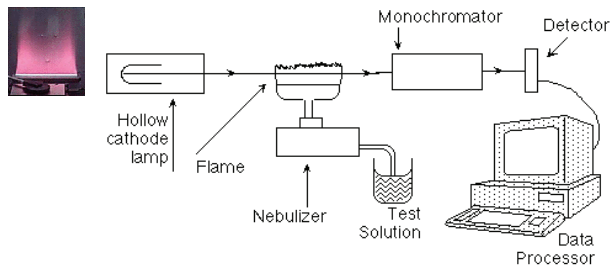 Monochromator
Detector
Hollow
cathode
lamp
Flame
Nebulizer
Test
Solution
Data
Processor